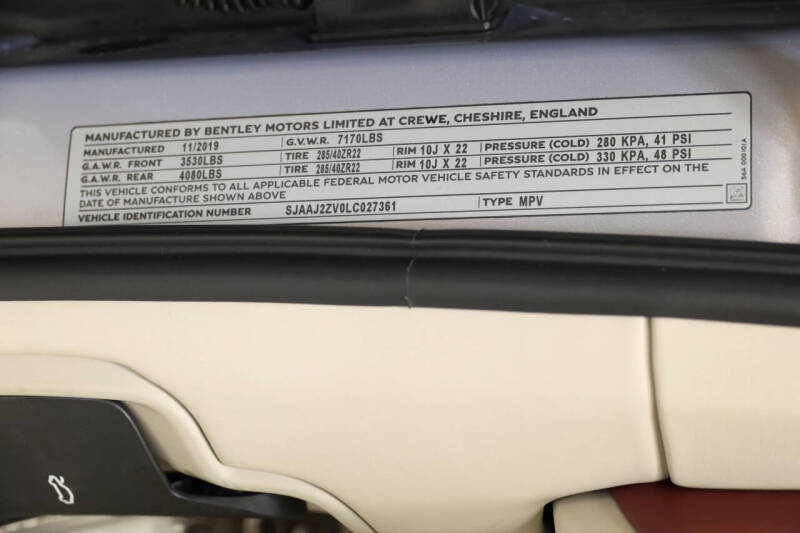 MANUFACTURED BY BENTLEY MOTORS LIMITED AT CREWE, CHESHIRE, ENGLAND
MANUFACTURED 11/2019 G.V.W.R. 7170LBS
G.A.W.R. FRONT 3530LBS TIRE 285/40ZR22 RIM 10J X 22 PRESSURE (COLD) 280 KPA, 41 PSI
G.A.W.R. REAR 4080LBS TIRE 285/40ZR22 RIM 10J X 22 PRESSURE (COLD) 330 KPA, 48 PSI
THIS VEHICLE CONFORMS TO ALL APPLICABLE FEDERAL MOTOR VEHICLE SAFETY STANDARDS IN EFFECT ON THE
DATE OF MANUFACTURE SHOWN ABOVE
VEHICLE IDENTIFICATION NUMBER SJAAJ2ZV0LC027361 TYPE MPV
36A 000101A